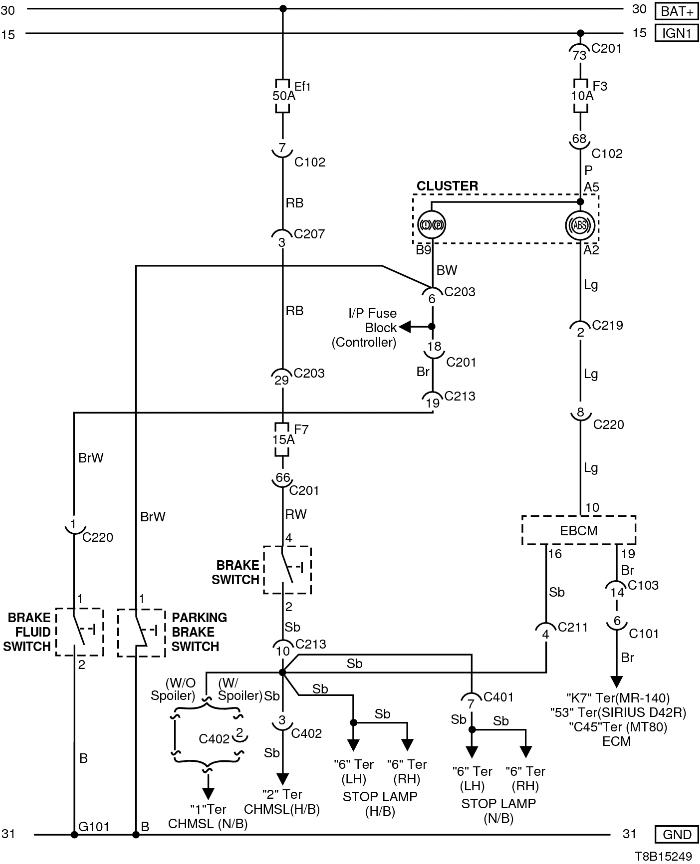 30 30 BAT+
15 15 IGN1
73 C201
Ef1
50A
F3
10A
7 C102
68 C102
P
CLUSTER A5
RB
ABS
3 C207
B9 A2
BW
Lg
6 C203
RB
I/P Fuse
Block
(Controller)
2 C219
18 C201
Br
Lg
29 C203
19 C213
8 C220
F7
15A
BrW
66 C201
Lg
BrW
RW
10
1 C220
EBCM
4
16 19
BRAKE
SWITCH
Br
Sb
14 C103
1 1
2
BRAKE
FLUID
SWITCH
PARKING
BRAKE
SWITCH
Sb
6 C101
4 C211
10 C213
2
Br
Sb
(W/O
Spoiler)
(W/
Spoiler)
Sb
Sb
Sb
7 C401
"K7" Ter(MR-140)
"53" Ter(SIRIUS D42R)
"C45"Ter (MT80)
ECM
3 C402
Sb
Sb
Sb
C402 2
Sb
B
"6" Ter
(LH)
"6" Ter
(RH)
STOP LAMP
(H/B)
"6" Ter
(LH)
"6" Ter
(RH)
STOP LAMP
(N/B)
"1"Ter
CHMSL (N/B)
"2" Ter
CHMSL(H/B)
G101 B
31 31 GND
T8B15249